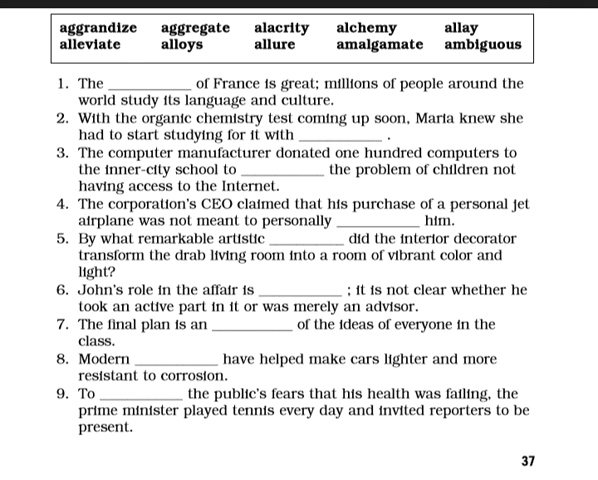 aggrandize aggregate alacrity alchemy allay
alleviate alloys allure amalgamate ambiguous
1. The ____________ of France is great; millions of people around the
world study its language and culture.
2. With the organic chemistry test coming up soon, Maria knew she
had to start studying for it with ____________ .
3. The computer manufacturer donated one hundred computers to
the inner-city school to ____________ the problem of children not
having access to the Internet.
4. The corporation's CEO claimed that his purchase of a personal jet
airplane was not meant to personally ____________ him.
5. By what remarkable artistic ____________ did the interior decorator
transform the drab living room into a room of vibrant color and
light?
6. John's role in the affair is ____________ ; it is not clear whether he
took an active part in it or was merely an advisor.
7. The final plan is an ____________ of the ideas of everyone in the
class.
8. Modern ____________ have helped make cars lighter and more
resistant to corrosion.
9. To ____________ the public's fears that his health was failing, the
prime minister played tennis every day and invited reporters to be
present.
37